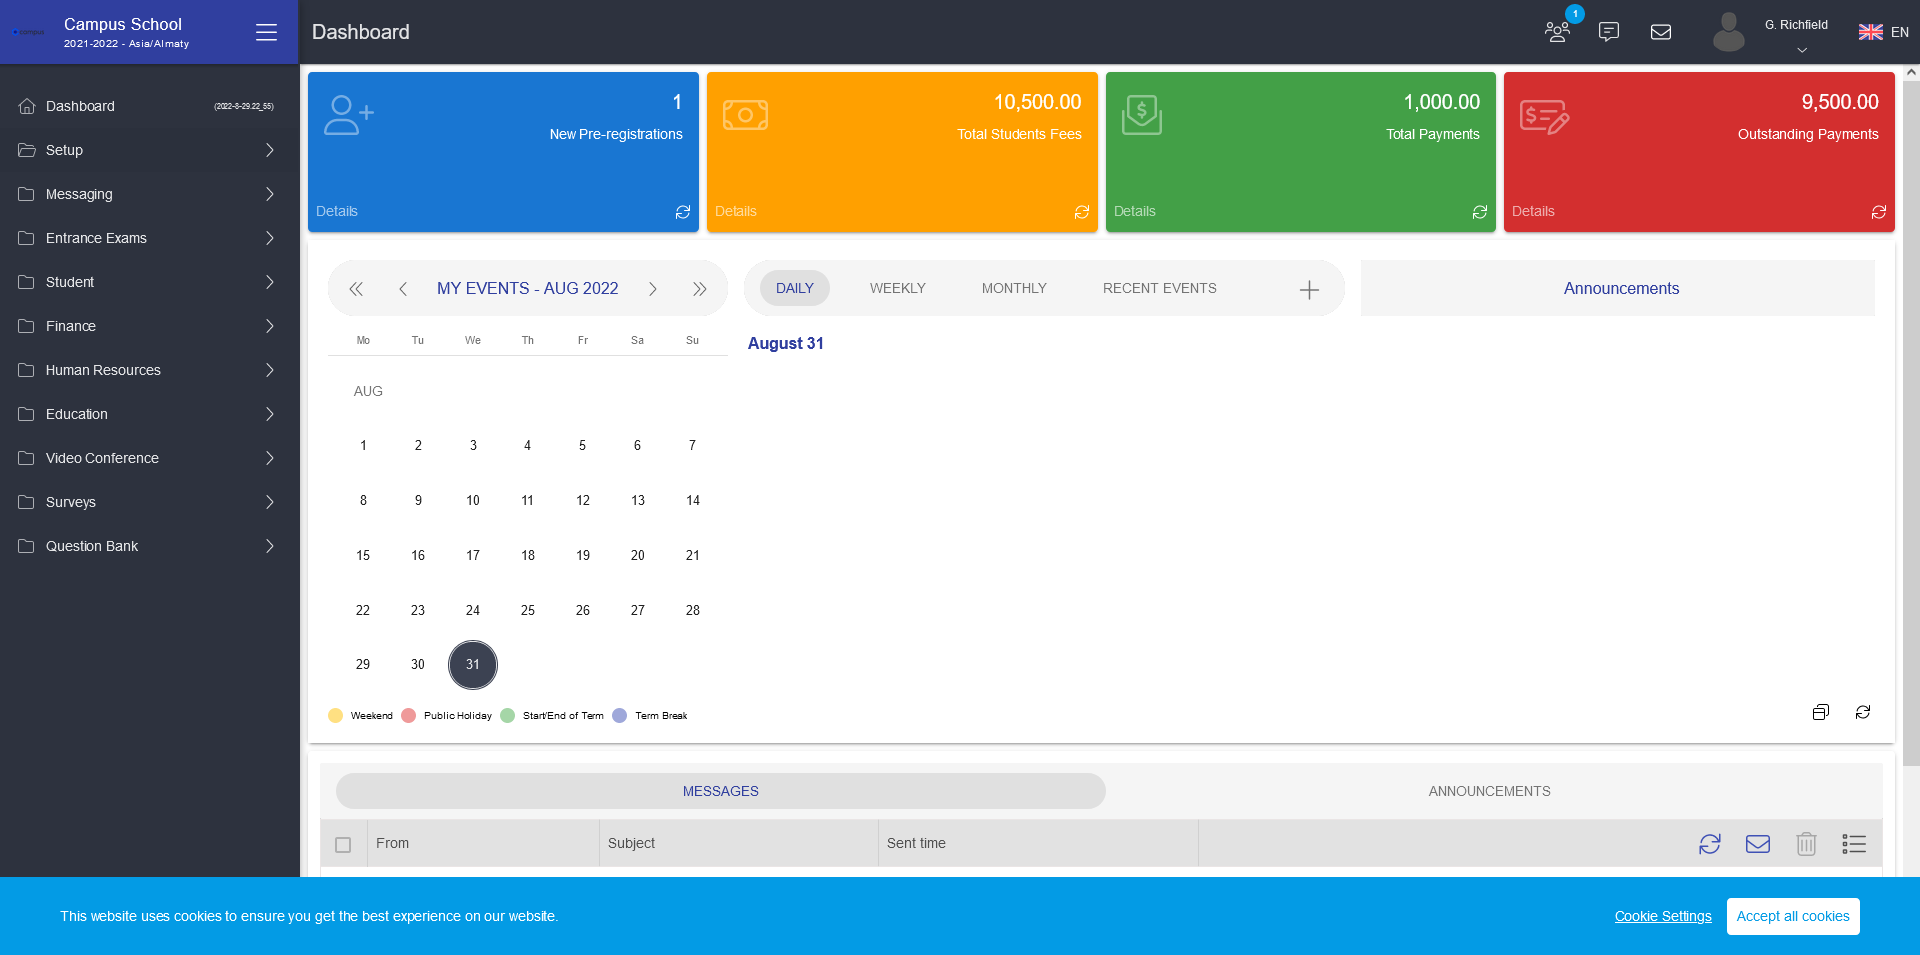 campus
Campus School
2021-2022 - Asia/Almaty
Dashboard
1
G. Richfield
EN
Dashboard
(2022-8-29.22_55)
Setup
Messaging
Entrance Exams
Student
Finance
Human Resources
Education
Video Conference
Surveys
Question Bank
1
New Pre-registrations
Details
10,500.00
Total Students Fees
Details
1,000.00
Total Payments
Details
9,500.00
Outstanding Payments
Details
MY EVENTS - AUG 2022
Mo Tu We Th Fr Sa Su
AUG
1 2 3 4 5 6 7
8 9 10 11 12 13 14
15 16 17 18 19 20 21
22 23 24 25 26 27 28
29 30 31
Weekend Public Holiday Start/End of Term Term Break
DAILY WEEKLY MONTHLY RECENT EVENTS
August 31
Announcements
MESSAGES ANNOUNCEMENTS
From Subject Sent time
This website uses cookies to ensure you get the best experience on our website.
Cookie Settings
Accept all cookies